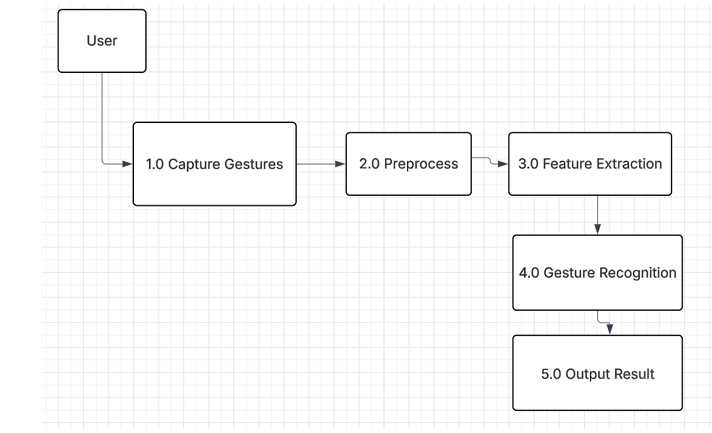 User
1.0 Capture Gestures
2.0 Preprocess
3.0 Feature Extraction
4.0 Gesture Recognition
5.0 Output Result